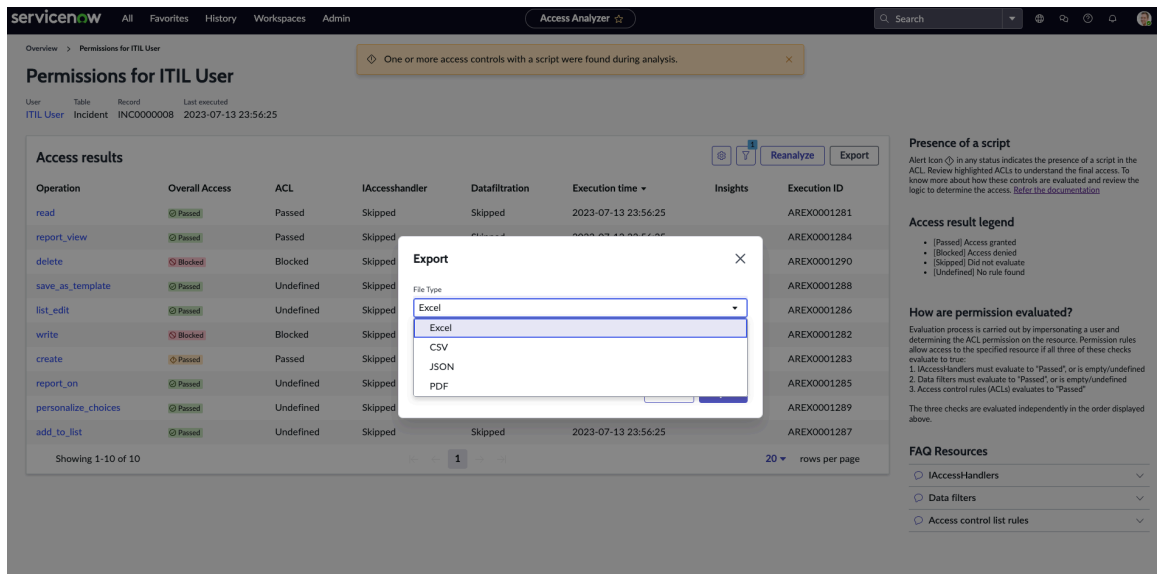 servicenow All Favorites History Workspaces Admin Access Analyzer Search
Overview > Permissions for ITIL User
One or more access controls with a script were found during analysis.
Permissions for ITIL User
User Table Record Last executed
ITIL User Incident INC0000008 2023-07-13 23:56:25
Access results 1 Reanalyze Export
Operation Overall Access ACL IAccesshandler Datafiltration Execution time Insights Execution ID
read Passed Passed Skipped Skipped 2023-07-13 23:56:25 AREX0001281
report_view Passed Passed Skipped AREX0001284
delete Blocked Blocked Skipped AREX0001290
save_as_template Passed Undefined Skipped AREX0001288
list_edit Passed Undefined Skipped AREX0001286
write Blocked Blocked Skipped AREX0001282
create Passed Passed Skipped AREX0001283
report_on Passed Undefined Skipped AREX0001285
personalize_choices Passed Undefined Skipped AREX0001289
add_to_list Passed Undefined Skipped Skipped 2023-07-13 23:56:25 AREX0001287
Showing 1-10 of 10 1 20 rows per page
Export
File Type
Excel
Excel
CSV
JSON
PDF
Presence of a script
Alert Icon in any status indicates the presence of a script in the
ACL. Review highlighted ACLs to understand the final access. To
know more about how these controls are evaluated and review the
logic to determine the access. Refer the documentation
Access result legend
• [Passed] Access granted
• [Blocked] Access denied
• [Skipped] Did not evaluate
• [Undefined] No rule found
How are permission evaluated?
Evaluation process is carried out by impersonating a user and
determining the ACL permission on the resource. Permission rules
allow access to the specified resource if all three of these checks
evaluate to true:
1. IAccessHandlers must evaluate to "Passed", or is empty/undefined
2. Data filters must evaluate to "Passed", or is empty/undefined
3. Access control rules (ACLs) evaluates to "Passed"
The three checks are evaluated independently in the order displayed
above.
FAQ Resources
IAccessHandlers
Data filters
Access control list rules